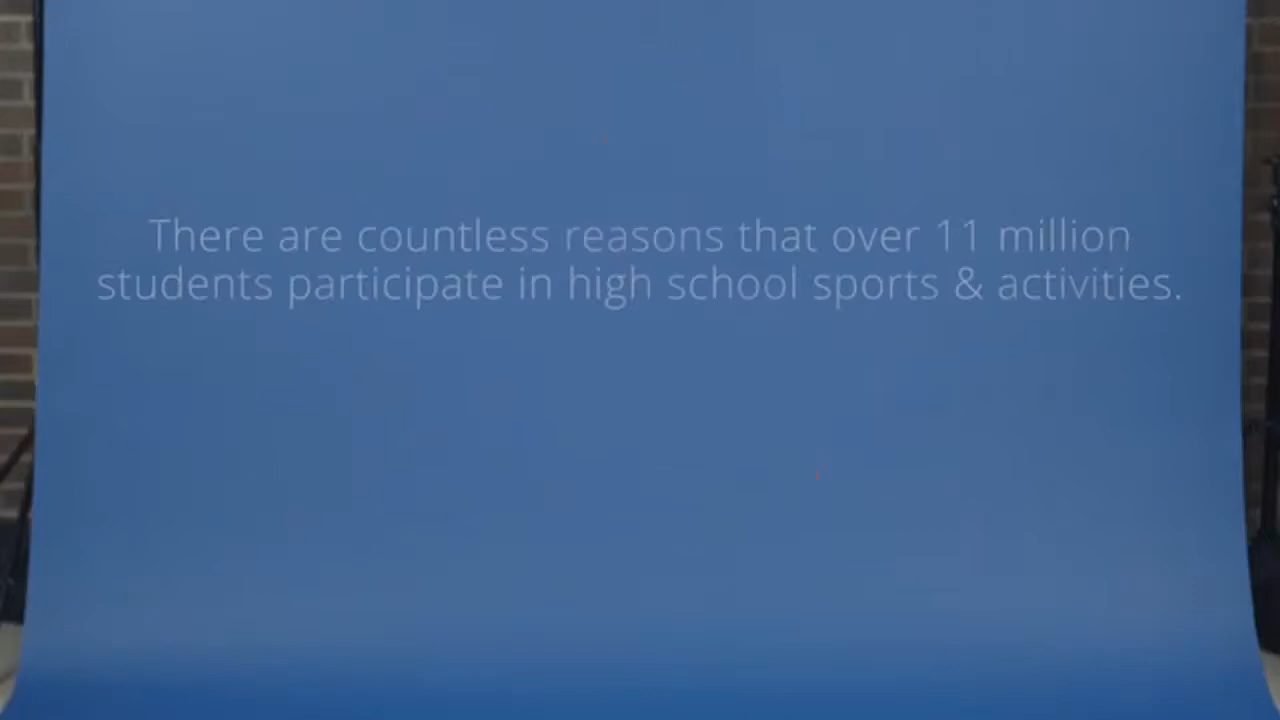 There are countless reasons that over 11 million
students participate in high school sports & activities.